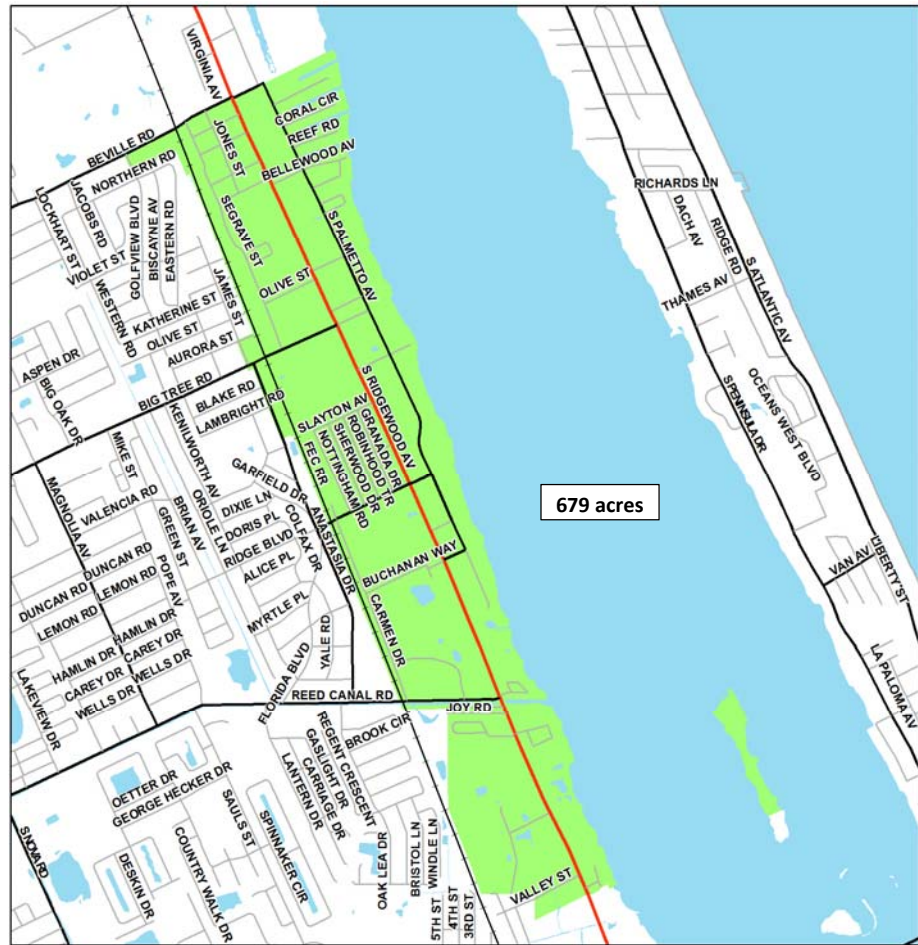 VIRGINIA AV
CORAL CIR
REEF RD
BELLEWOOD AV
JONES ST
BEVILLE RD
NORTHERN RD
LOCKHART ST
JACOBS RD
GOLFVIEW BLVD
BISCAYNE AV
EASTERN RD
VIOLET ST
WESTERN RD
SEGRAVE ST
S PALMETTO AV
JAMES ST
OLIVE ST
KATHERINE ST
OLIVE ST
AURORA ST
RICHARDS LN
DACH AV
RIDGE RD
S ATLANTIC AV
THAMES AV
ASPEN DR
BIG OAK DR
BIG TREE RD
BLAKE RD
LAMBRIGHT RD
S RIDGEWOOD AV
SLAYTON AV
GRANADA DR
ROBINHOOD TR
SHERWOOD DR
NOTTINGHAM RD
FEC RR
S PENINSULA DR
OCEANS WEST BLVD
MAGNOLIA AV
MIKE ST
VALENCIA RD
KENILWORTH AV
BRIAN AV
ORIOLE LN
GREEN ST
GARFIELD DR
DIXIE LN
DORIS PL
RIDGE BLVD
ALICE PL
COLFAX DR
ANASTASIA DR
679 acres
DUNCAN RD
DUNCAN RD
LEMON RD
LEMON RD
POPE AV
BUCHANAN WAY
VAN AV
LIBERTY ST
MYRTLE PL
CARMEN DR
HAMLIN DR
HAMLIN DR
CAREY DR
CAREY DR
WELLS DR
WELLS DR
LAKEVIEW DR
YALE RD
FLORIDA BLVD
REED CANAL RD
JOY RD
LA PALOMA AV
BROOK CIR
REGENT CRESCENT
GASLIGHT DR
CARRIAGE DR
LANTERN DR
OETTER DR
GEORGE HECKER DR
SAULS ST
SPINNAKER CIR
S NOVA RD
DESKIN DR
COUNTRY WALK DR
OAK LEA DR
BRISTOL LN
WINDLE LN
5TH ST
4TH ST
3RD ST
VALLEY ST